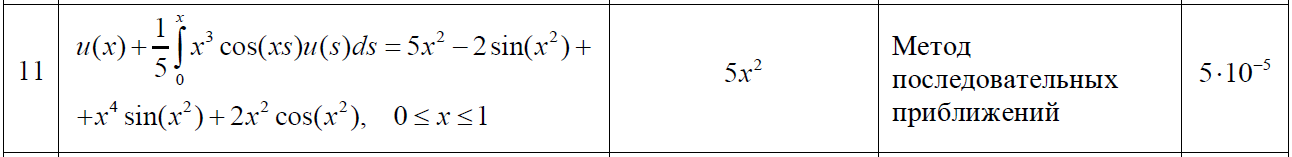 11
u(x) + 1/5 ∫₀ˣ x³ cos(xs)u(s)ds = 5x² − 2 sin(x²) +
+x⁴ sin(x²) + 2x² cos(x²), 0 ≤ x ≤ 1
5x²
Метод
последовательных
приближений
5·10⁻⁵